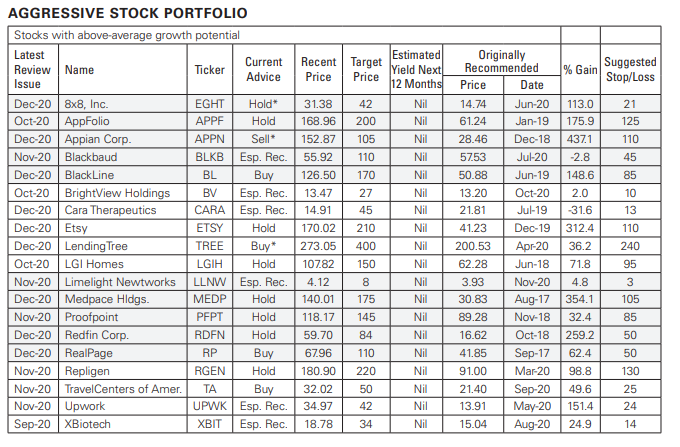 AGGRESSIVE STOCK PORTFOLIO
Stocks with above-average growth potential
Latest Review Issue Name Ticker Current Advice Recent Price Target Price Estimated Yield Next 12 Months Originally Recommended Price Date % Gain Suggested Stop/Loss
Dec-20 8x8, Inc. EGHT Hold* 31.38 42 Nil 14.74 Jun-20 113.0 21
Oct-20 AppFolio APPF Hold 168.96 200 Nil 61.24 Jan-19 175.9 125
Dec-20 Appian Corp. APPN Sell* 152.87 105 Nil 28.46 Dec-18 437.1 110
Nov-20 Blackbaud BLKB Esp. Rec. 55.92 110 Nil 57.53 Jul-20 -2.8 45
Dec-20 BlackLine BL Buy 126.50 170 Nil 50.88 Jun-19 148.6 85
Oct-20 BrightView Holdings BV Esp. Rec. 13.47 27 Nil 13.20 Oct-20 2.0 10
Dec-20 Cara Therapeutics CARA Esp. Rec. 14.91 45 Nil 21.81 Jul-19 -31.6 13
Dec-20 Etsy ETSY Hold 170.02 210 Nil 41.23 Dec-19 312.4 110
Dec-20 LendingTree TREE Buy* 273.05 400 Nil 200.53 Apr-20 36.2 240
Oct-20 LGI Homes LGIH Hold 107.82 150 Nil 62.28 Jun-18 71.8 95
Nov-20 Limelight Newtworks LLNW Esp. Rec. 4.12 8 Nil 3.93 Nov-20 4.8 3
Dec-20 Medpace Hldgs. MEDP Hold 140.01 175 Nil 30.83 Aug-17 354.1 105
Nov-20 Proofpoint PFPT Hold 118.17 145 Nil 89.28 Nov-18 32.4 85
Dec-20 Redfin Corp. RDFN Hold 59.70 84 Nil 16.62 Oct-18 259.2 50
Dec-20 RealPage RP Buy 67.96 110 Nil 41.85 Sep-17 62.4 50
Nov-20 Repligen RGEN Hold 180.90 220 Nil 91.00 Mar-20 98.8 130
Nov-20 TravelCenters of Amer. TA Buy 32.02 50 Nil 21.40 Sep-20 49.6 25
Nov-20 Upwork UPWK Esp. Rec. 34.97 42 Nil 13.91 May-20 151.4 24
Sep-20 XBiotech XBIT Esp. Rec. 18.78 34 Nil 15.04 Aug-20 24.9 14